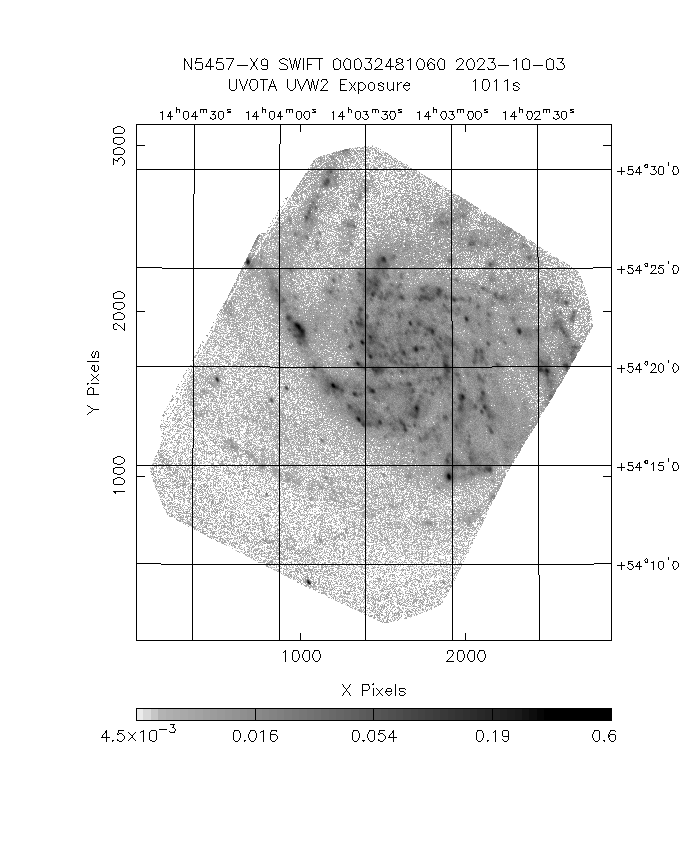 N5457-X9 SWIFT 00032481060 2023-10-03
UVOTA UVW2 Exposure 1011s
14ʰ04ᵐ30ˢ 14ʰ04ᵐ00ˢ 14ʰ03ᵐ30ˢ 14ʰ03ᵐ00ˢ 14ʰ02ᵐ30ˢ
3000
2000
1000
Y Pixels
+54°30'0
+54°25'0
+54°20'0
+54°15'0
+54°10'0
1000 2000
X Pixels
4.5×10⁻³ 0.016 0.054 0.19 0.6